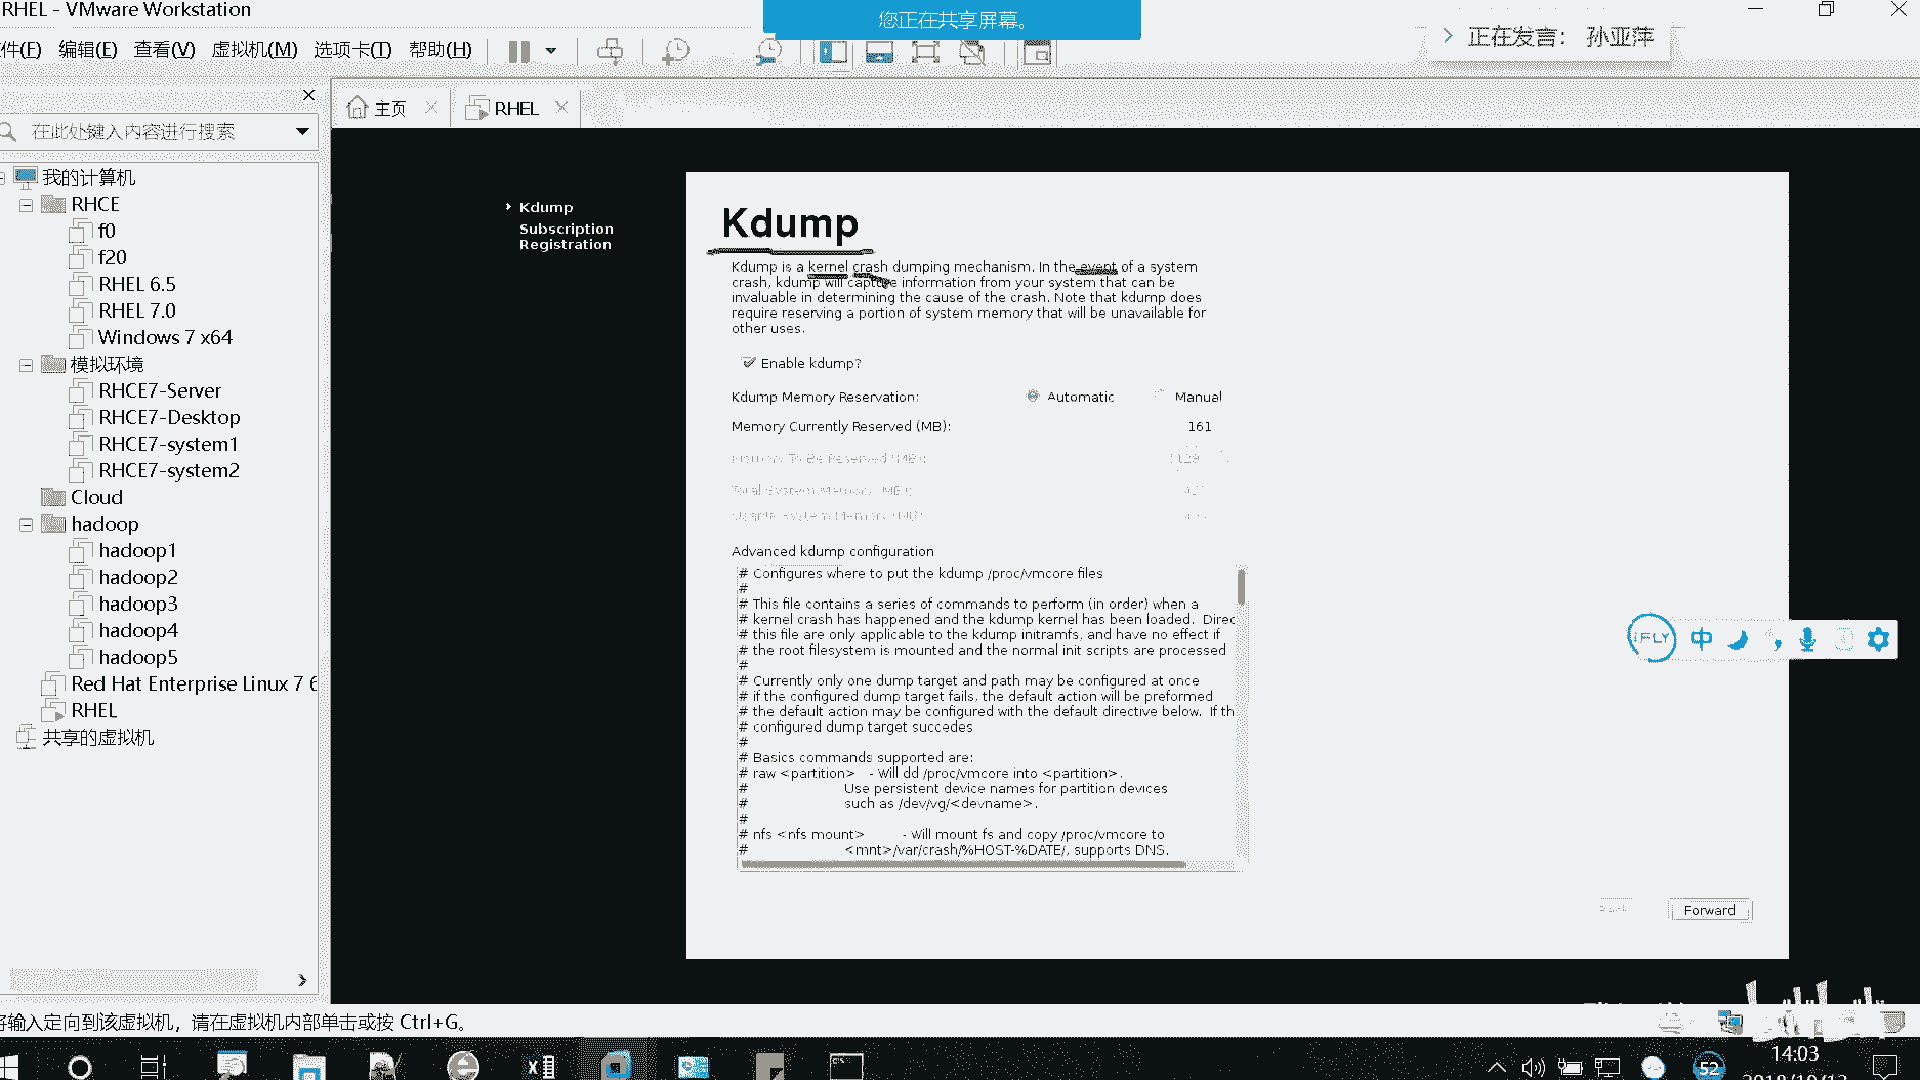 RHEL - VMware Workstation
您正在共享屏幕。
正在发言： 孙亚萍
件(F) 编辑(E) 查看(V) 虚拟机(M) 选项卡(T) 帮助(H)
主页
RHEL
在此处键入内容进行搜索
我的计算机
RHCE
f0
f20
RHEL 6.5
RHEL 7.0
Windows 7 x64
模拟环境
RHCE7-Server
RHCE7-Desktop
RHCE7-system1
RHCE7-system2
Cloud
hadoop
hadoop1
hadoop2
hadoop3
hadoop4
hadoop5
Red Hat Enterprise Linux 7 6
RHEL
共享的虚拟机
Kdump
Subscription
Registration
Kdump
Kdump is a kernel crash dumping mechanism. In the event of a system
crash, kdump will capture information from your system that can be
invaluable in determining the cause of the crash. Note that kdump does
require reserving a portion of system memory that will be unavailable for
other uses.
Enable kdump?
Kdump Memory Reservation: Automatic Manual
Memory Currently Reserved (MB): 161
Advanced kdump configuration
# Configures where to put the kdump /proc/vmcore files
#
# This file contains a series of commands to perform (in order) when a
# kernel crash has happened and the kdump kernel has been loaded. Direc
# this file are only applicable to the kdump initramfs, and have no effect if
# the root filesystem is mounted and the normal init scripts are processed
#
# Currently only one dump target and path may be configured at once
# if the configured dump target fails, the default action will be preformed
# the default action may be configured with the default directive below. If th
# configured dump target succedes
#
# Basics commands supported are:
# raw <partition> - Will dd /proc/vmcore into <partition>.
# Use persistent device names for partition devices
# such as /dev/vg/<devname>.
#
# nfs <nfs mount> - Will mount fs and copy /proc/vmcore to
# <mnt>/var/crash/%HOST-%DATE/, supports DNS.
Forward
iFLY 中
将输入定向到该虚拟机，请在虚拟机内部单击或按 Ctrl+G。
52
14:03